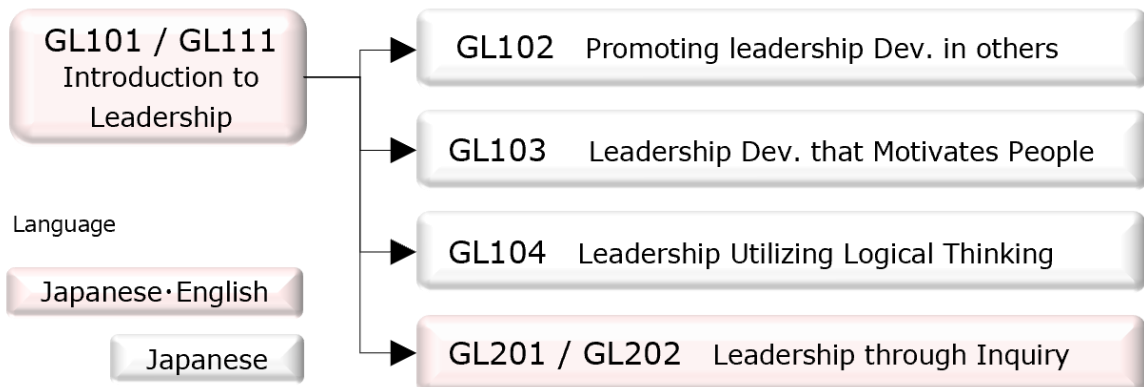 GL101 / GL111
Introduction to
Leadership
GL102 Promoting leadership Dev. in others
GL103 Leadership Dev. that Motivates People
GL104 Leadership Utilizing Logical Thinking
GL201 / GL202 Leadership through Inquiry
Language
Japanese･English
Japanese